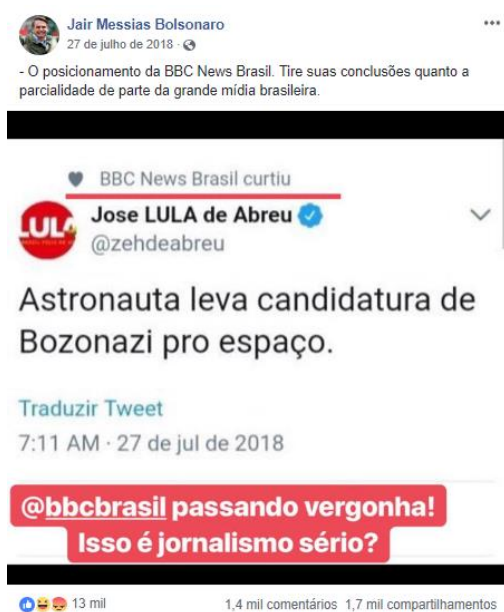 Jair Messias Bolsonaro
27 de julho de 2018 ·
- O posicionamento da BBC News Brasil. Tire suas conclusões quanto a
parcialidade de parte da grande mídia brasileira.
BBC News Brasil curtiu
LULA
Jose LULA de Abreu
@zehdeabreu
Astronauta leva candidatura de
Bozonazi pro espaço.
Traduzir Tweet
7:11 AM · 27 de jul de 2018
@bbcbrasil passando vergonha!
Isso é jornalismo sério?
13 mil
1,4 mil comentários 1,7 mil compartilhamentos